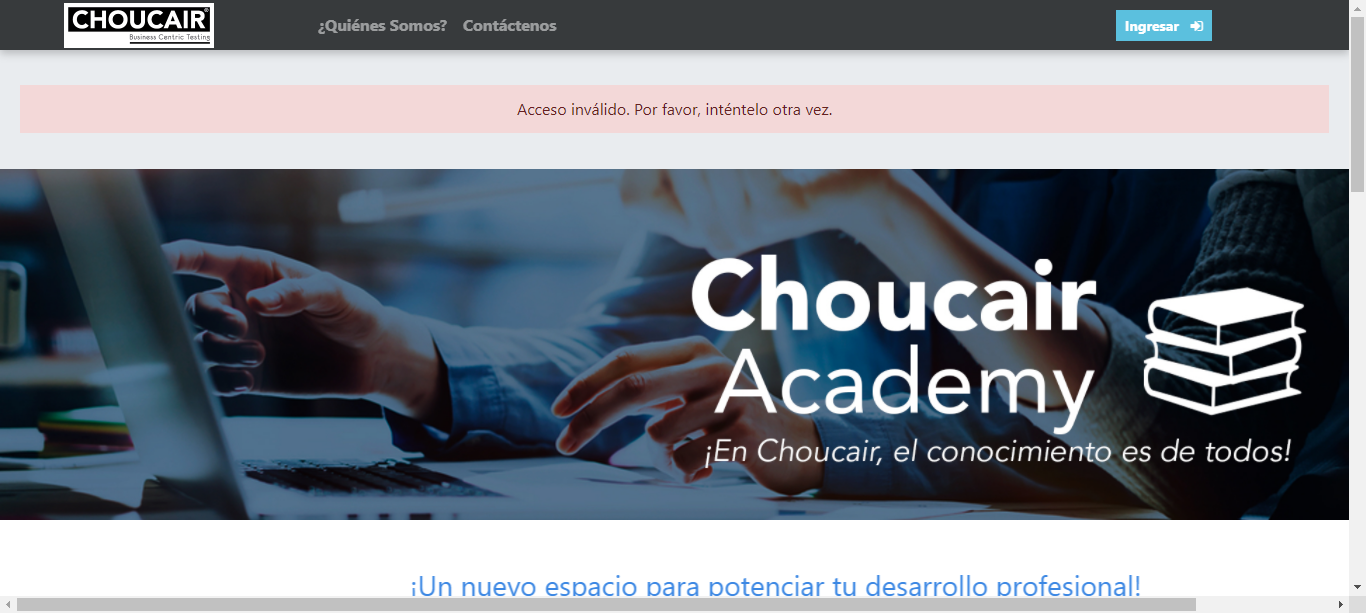 CHOUCAIR®
Business Centric Testing
¿Quiénes Somos?
Contáctenos
Ingresar
Acceso inválido. Por favor, inténtelo otra vez.
Choucair
Academy
¡En Choucair, el conocimiento es de todos!
¡Un nuevo espacio para potenciar tu desarrollo profesional!